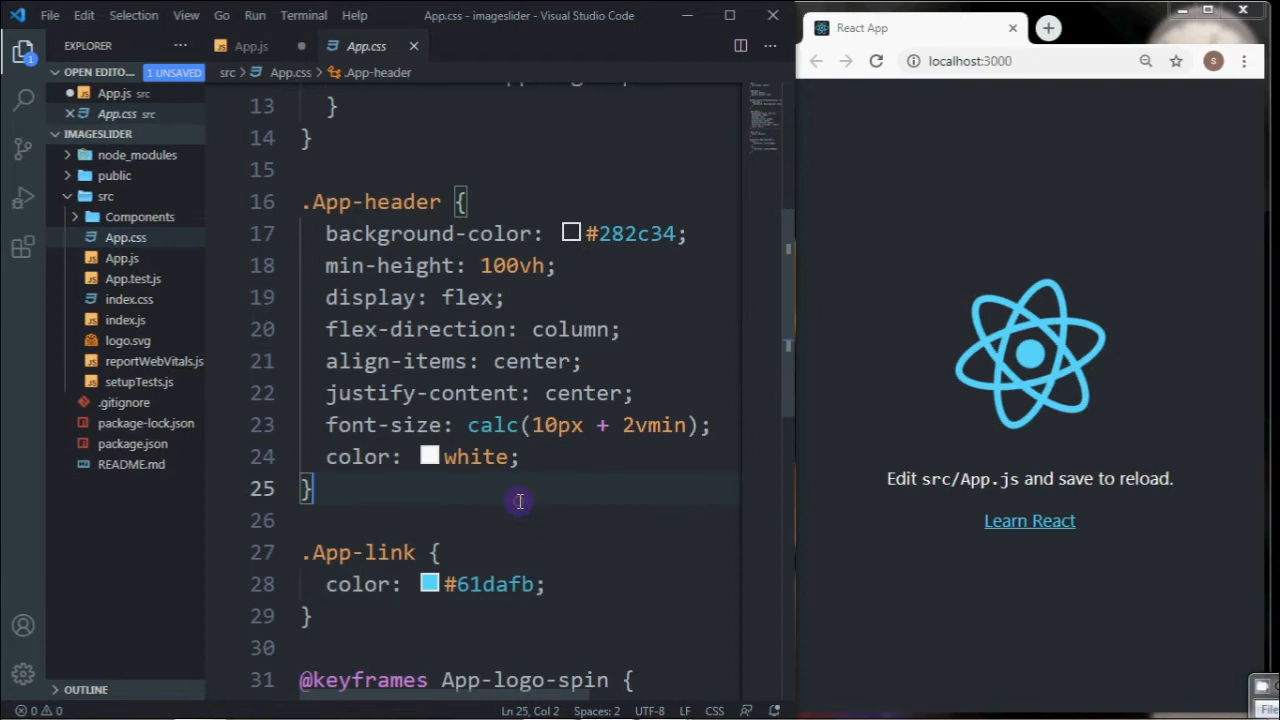 File Edit Selection View Go Run Terminal Help App.css - imageslider - Visual Studio Code
EXPLORER
OPEN EDITO... 1 UNSAVED
App.js src
App.css src
IMAGESLIDER
node_modules
public
src
Components
App.css
App.js
App.test.js
index.css
index.js
logo.svg
reportWebVitals.js
setupTests.js
.gitignore
package-lock.json
package.json
README.md
OUTLINE
1
App.js App.css
src > App.css > .App-header
13 }
14 }
15
16 .App-header {
17 background-color: #282c34;
18 min-height: 100vh;
19 display: flex;
20 flex-direction: column;
21 align-items: center;
22 justify-content: center;
23 font-size: calc(10px + 2vmin);
24 color: white;
25 }
26
27 .App-link {
28 color: #61dafb;
29 }
30
31 @keyframes App-logo-spin {
0 0 Ln 25, Col 2 Spaces: 2 UTF-8 LF CSS
React App
localhost:3000
S
Edit src/App.js and save to reload.
Learn React
File